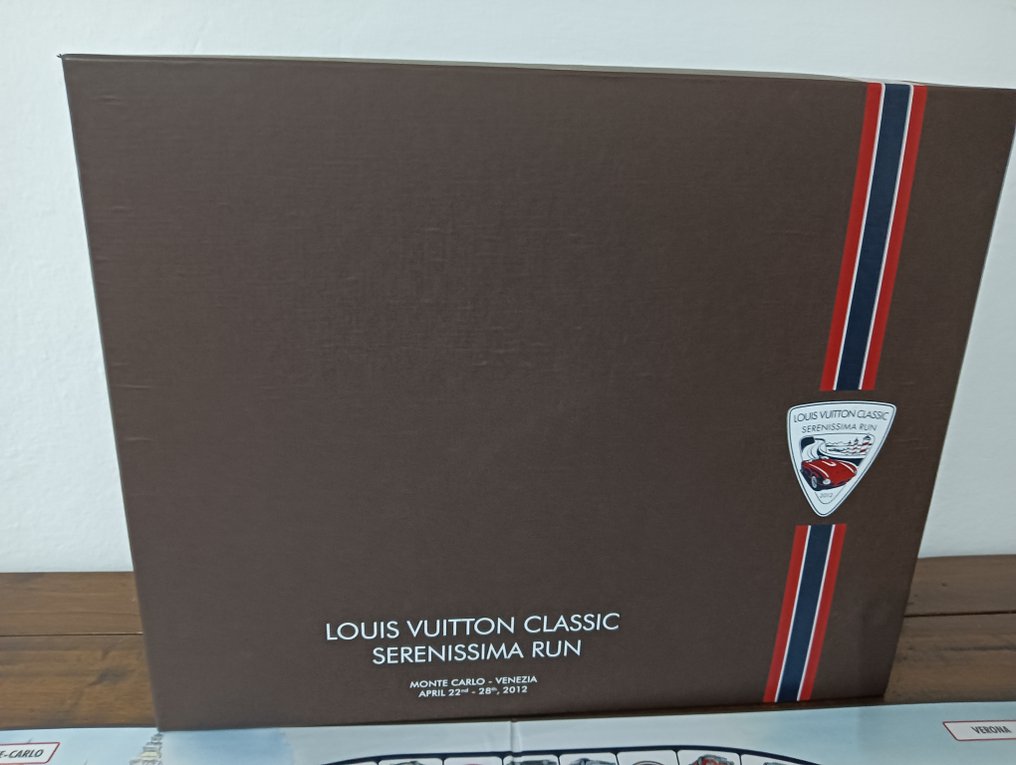 LOUIS VUITTON CLASSIC
SERENISSIMA RUN
2012
LOUIS VUITTON CLASSIC
SERENISSIMA RUN
MONTE CARLO - VENEZIA
APRIL 22nd - 28th, 2012
E-CARLO
VERONA